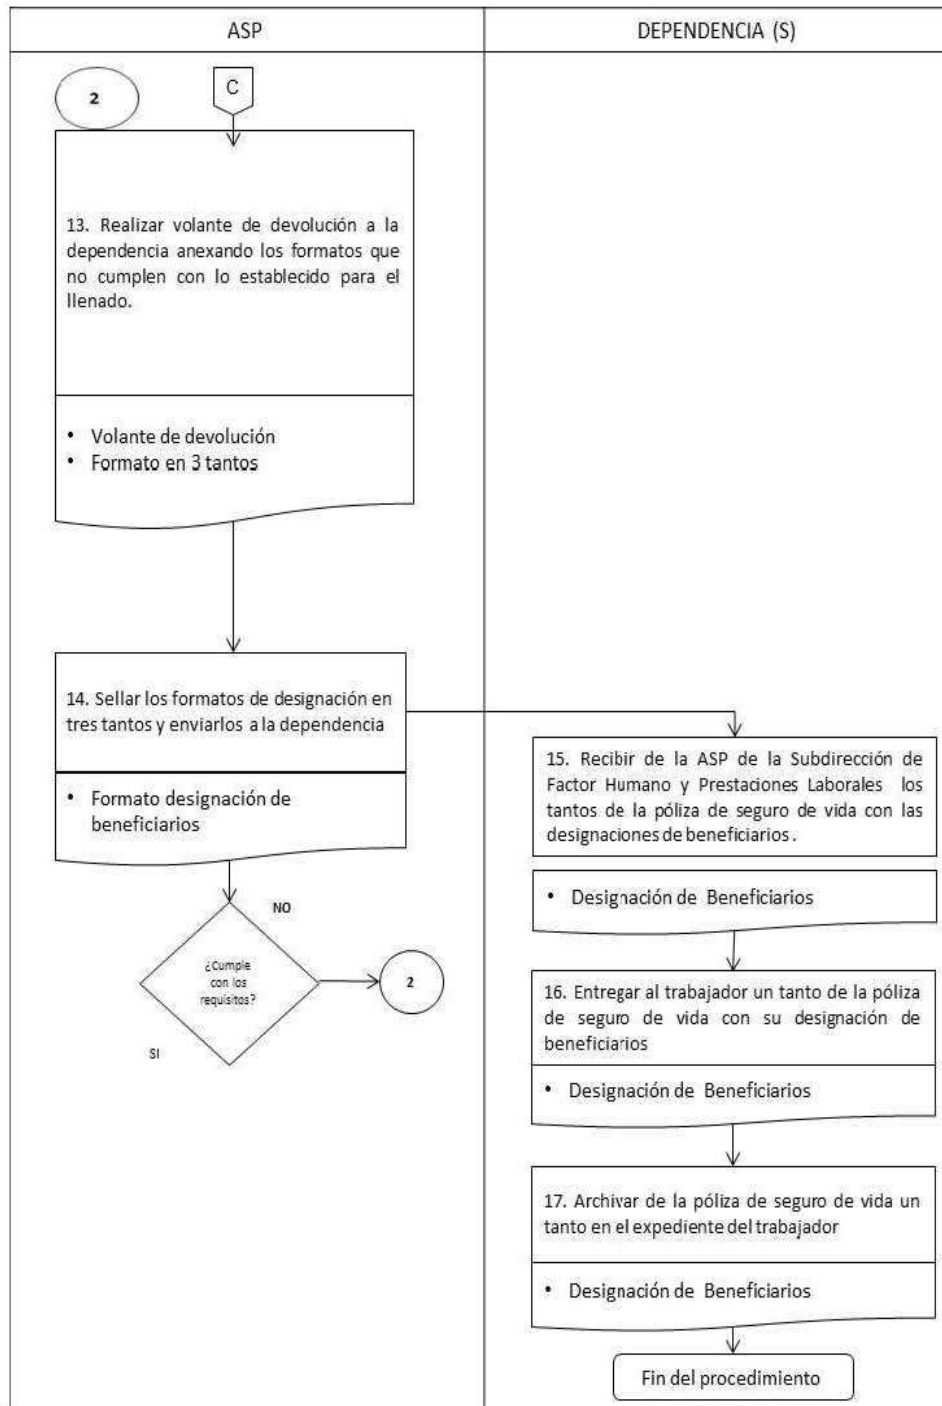 ASP
DEPENDENCIA (S)
2
C
13. Realizar volante de devolución a la
dependencia anexando los formatos que
no cumplen con lo establecido para el
llenado.
• Volante de devolución
• Formato en 3 tantos
14. Sellar los formatos de designación en
tres tantos y enviarlos a la dependencia
• Formato designación de
beneficiarios
NO
¿Cumple
con los
requisitos?
2
SI
15. Recibir de la ASP de la Subdirección de
Factor Humano y Prestaciones Laborales los
tantos de la póliza de seguro de vida con las
designaciones de beneficiarios.
• Designación de Beneficiarios
16. Entregar al trabajador un tanto de la póliza
de seguro de vida con su designación de
beneficiarios
• Designación de Beneficiarios
17. Archivar de la póliza de seguro de vida un
tanto en el expediente del trabajador
• Designación de Beneficiarios
Fin del procedimiento